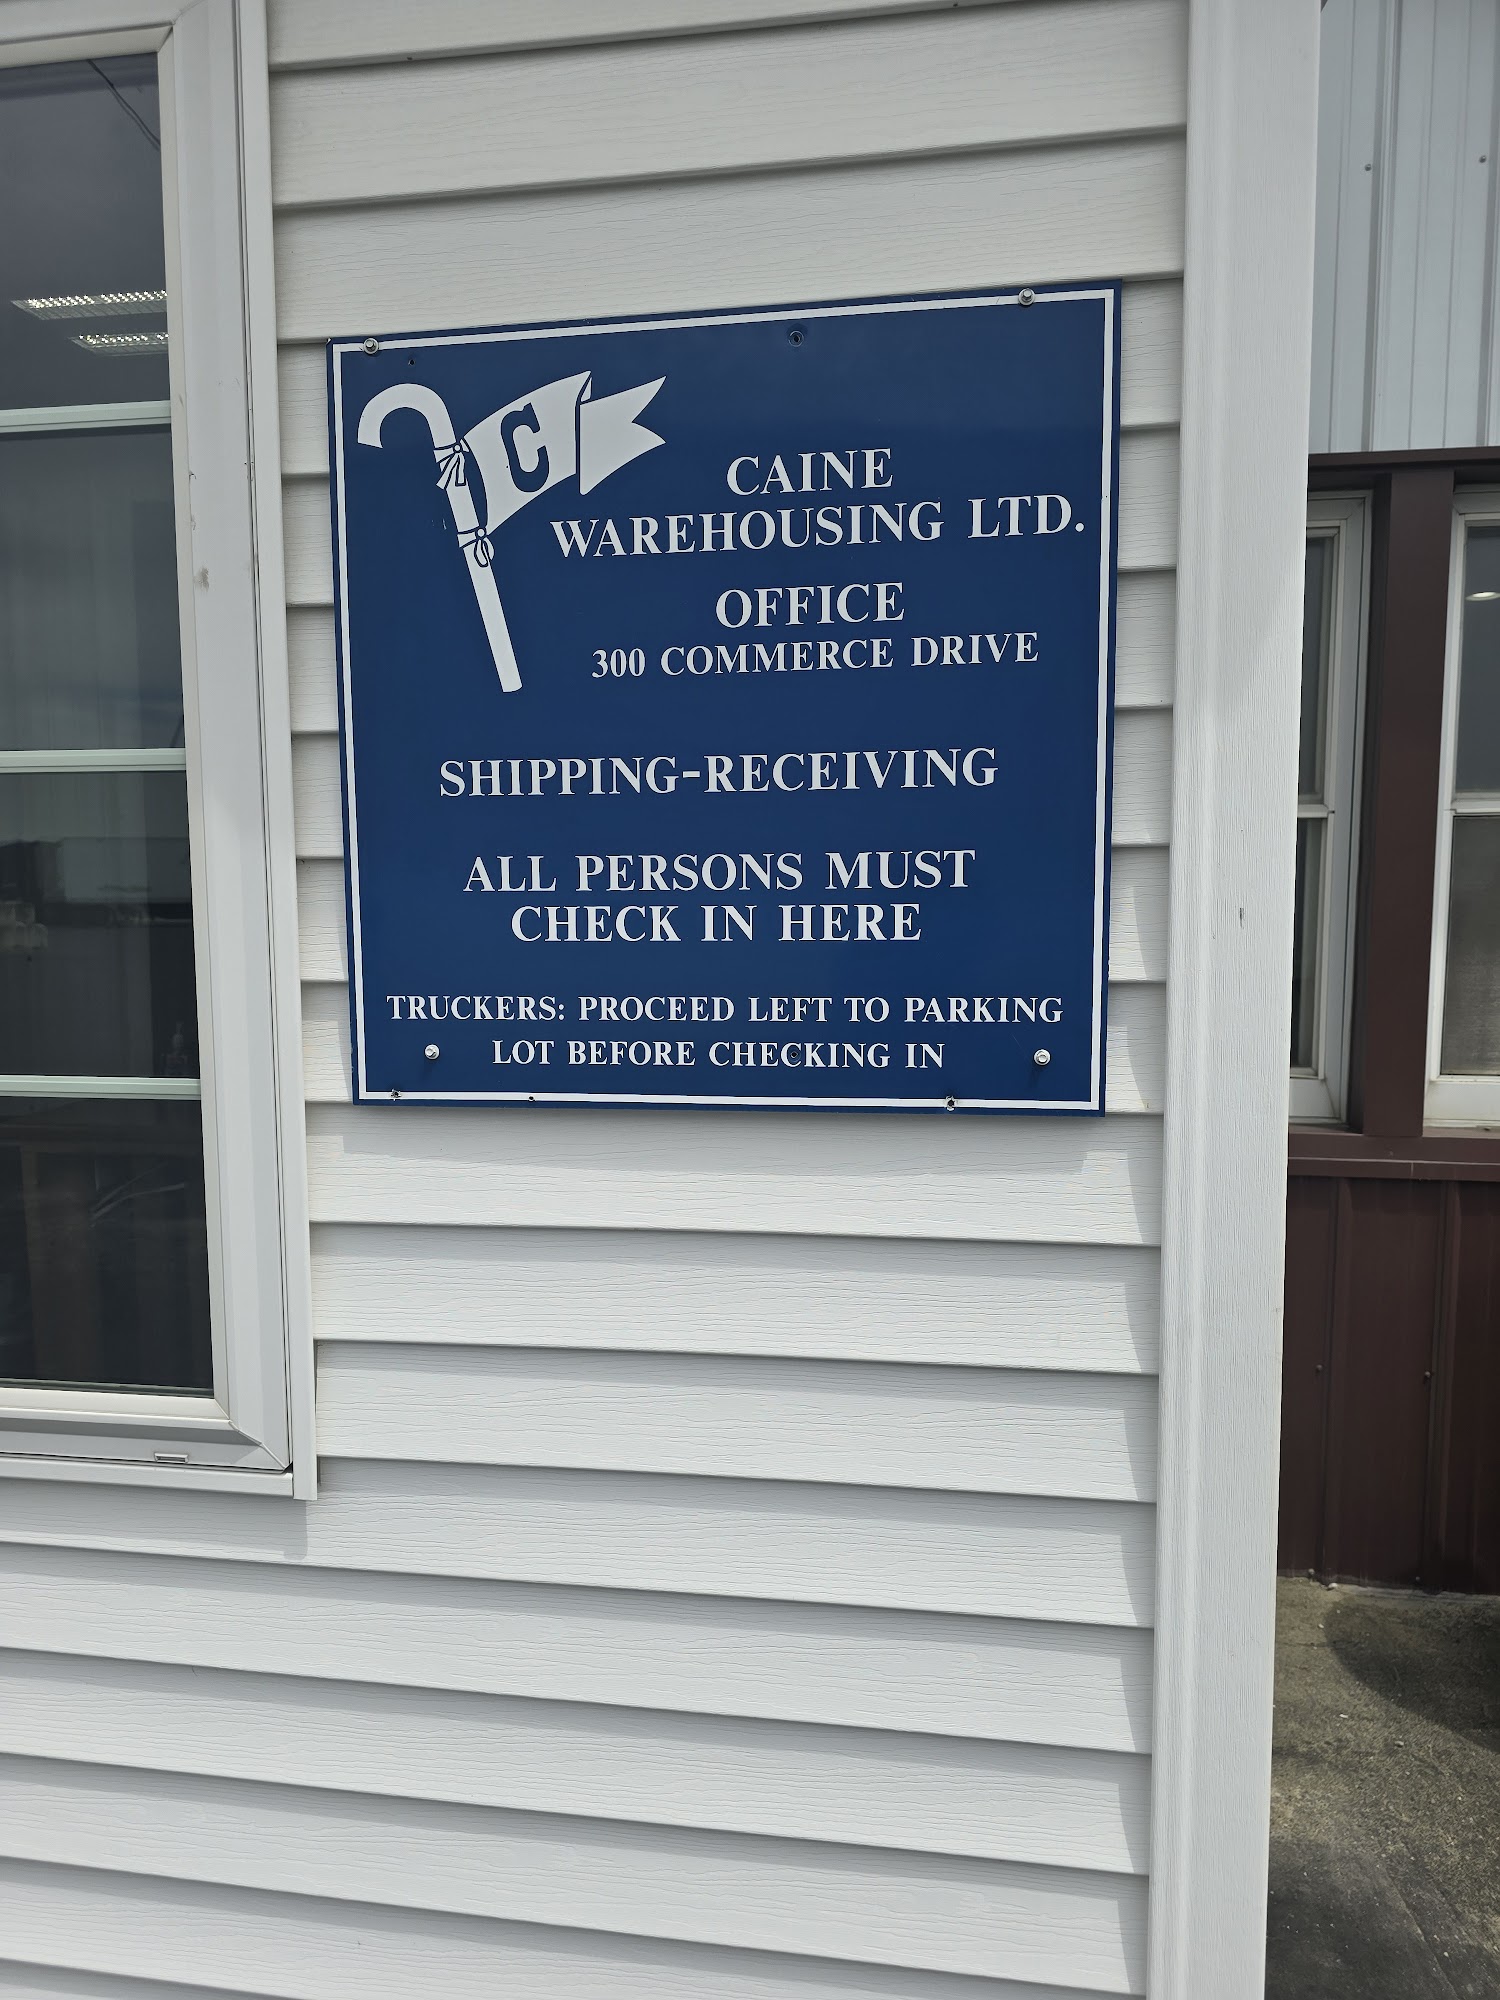 C
CAINE
WAREHOUSING LTD.
OFFICE
300 COMMERCE DRIVE
SHIPPING-RECEIVING
ALL PERSONS MUST
CHECK IN HERE
TRUCKERS: PROCEED LEFT TO PARKING
LOT BEFORE CHECKING IN